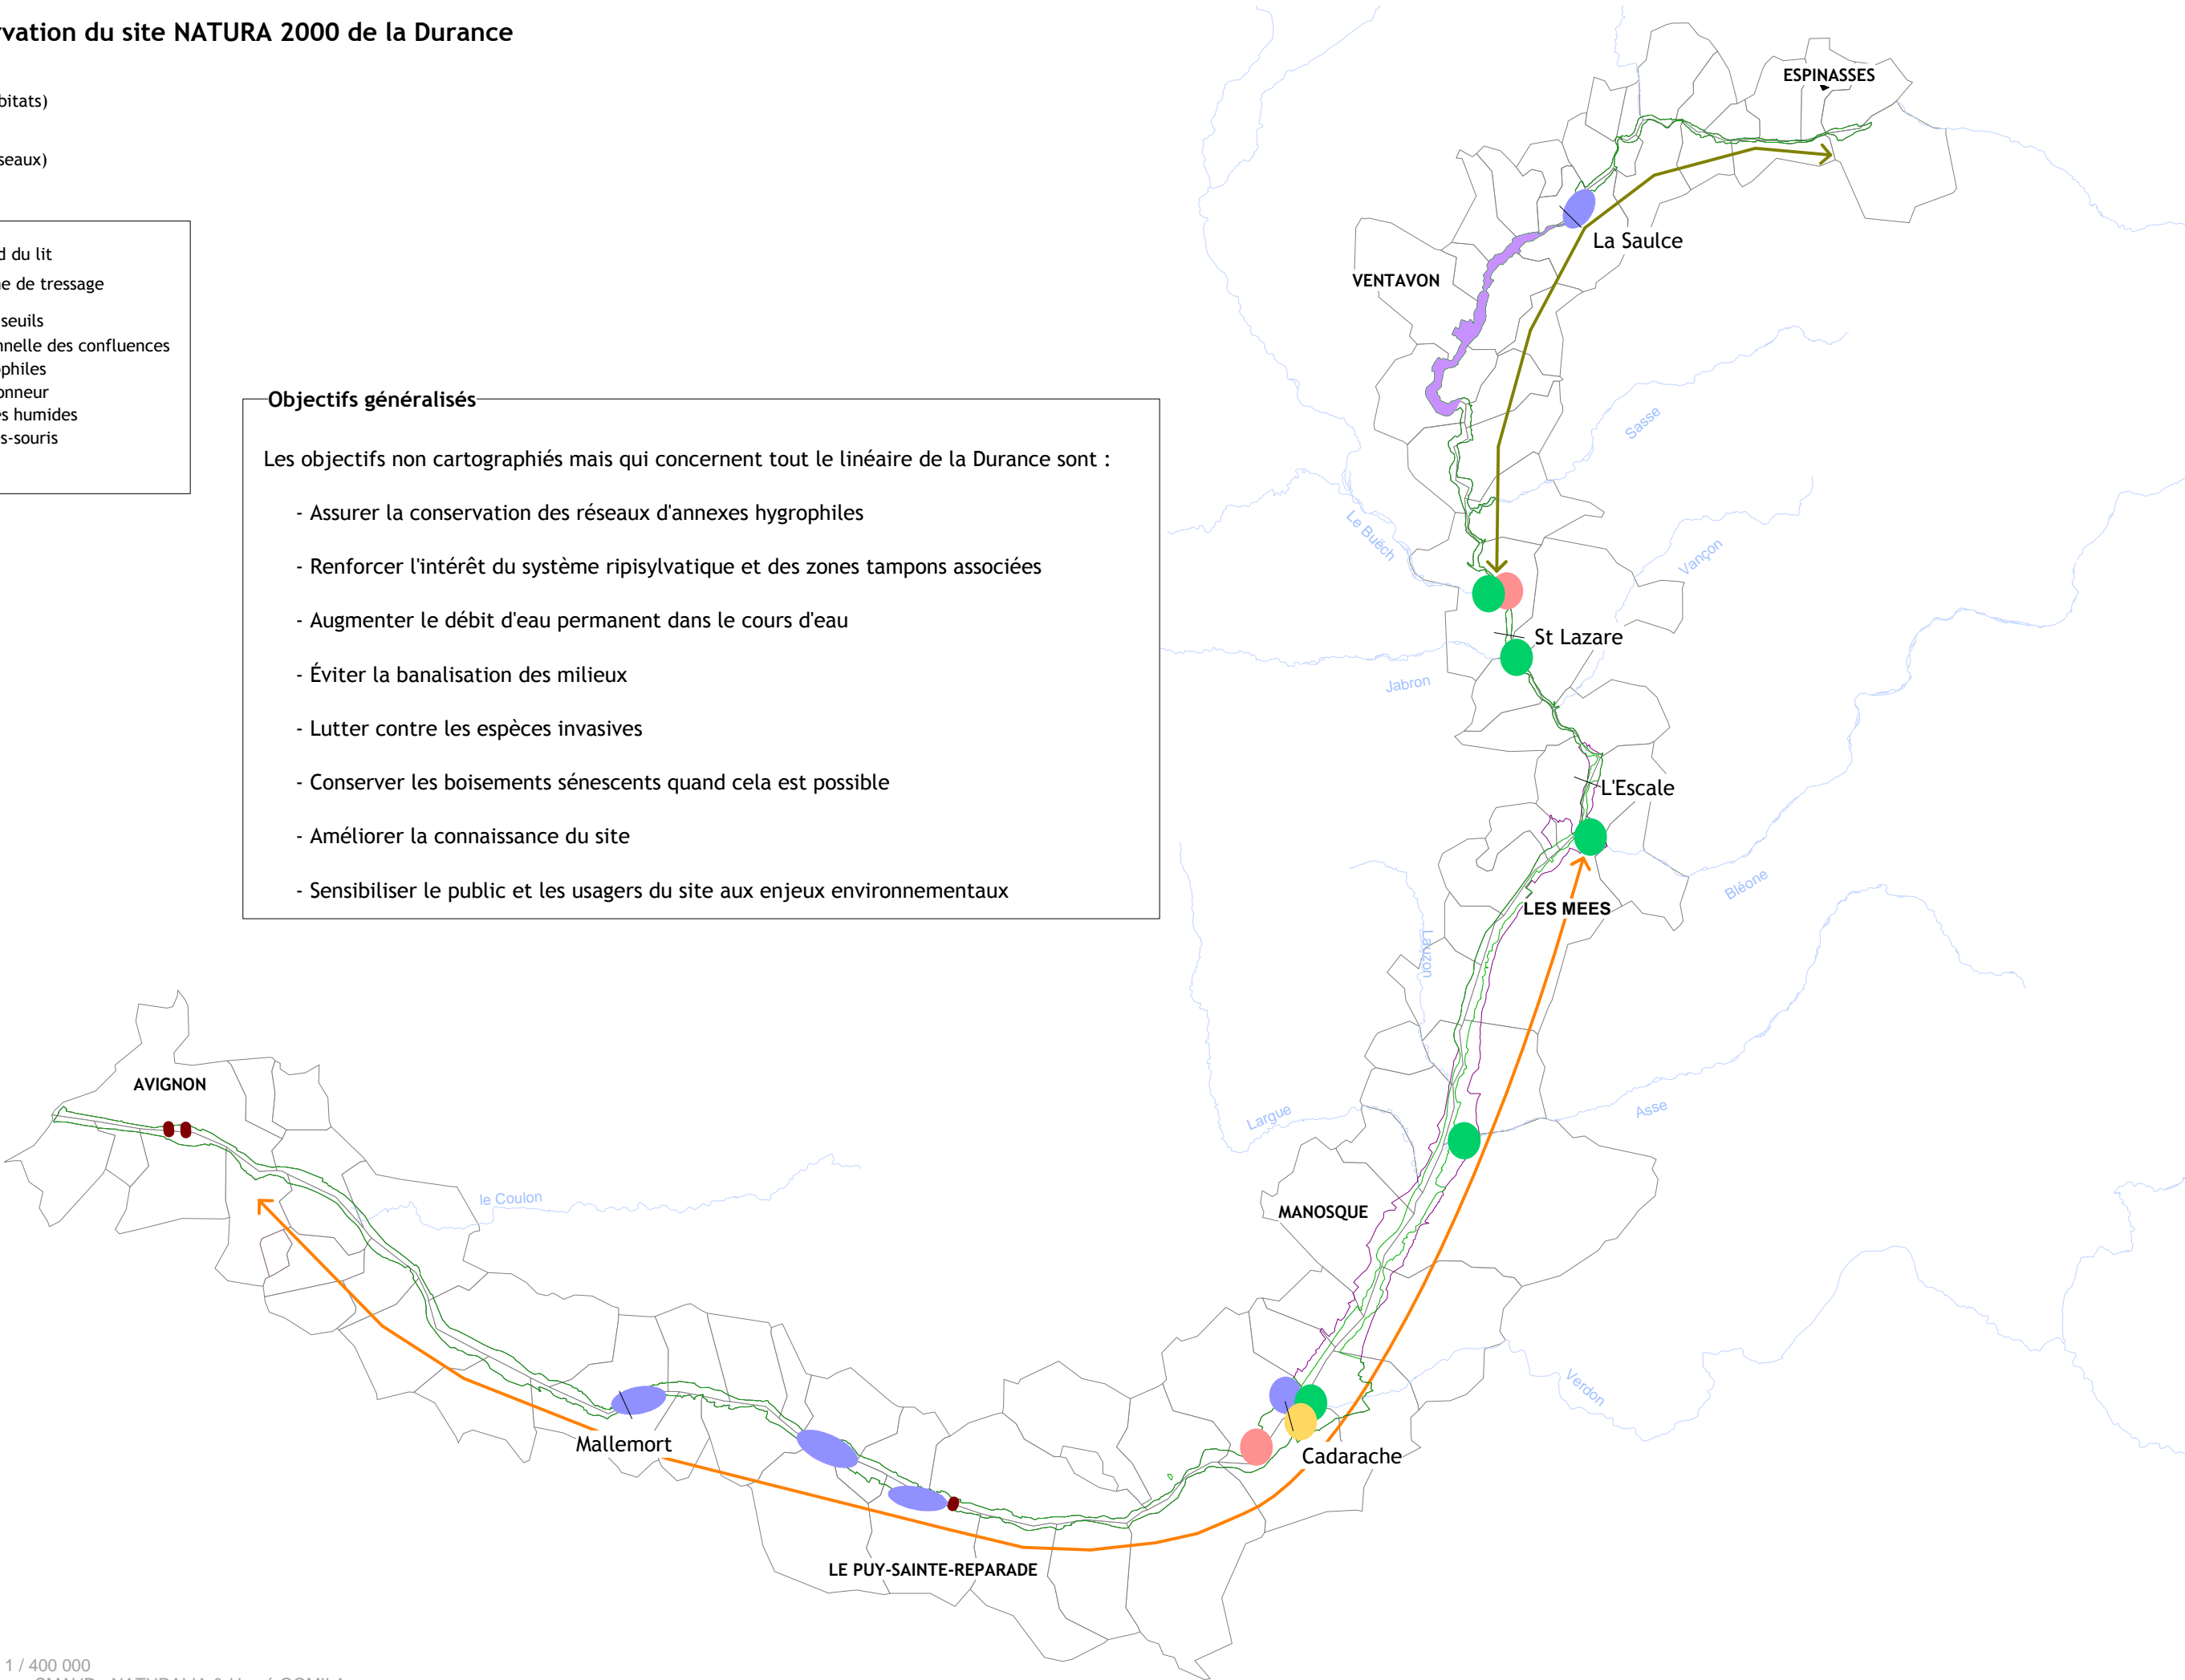 vation du site NATURA 2000 de la Durance
bitats)
seaux)
d du lit
e de tressage
seuils
nnelle des confluences
philes
onneur
s humides
s-souris
Objectifs généralisés
Les objectifs non cartographiés mais qui concernent tout le linéaire de la Durance sont :
- Assurer la conservation des réseaux d'annexes hygrophiles
- Renforcer l'intérêt du système ripisylvatique et des zones tampons associées
- Augmenter le débit d'eau permanent dans le cours d'eau
- Éviter la banalisation des milieux
- Lutter contre les espèces invasives
- Conserver les boisements sénescents quand cela est possible
- Améliorer la connaissance du site
- Sensibiliser le public et les usagers du site aux enjeux environnementaux
ESPINASSES
La Saulce
VENTAVON
Sasse
Le Buëch
Vançon
St Lazare
Jabron
L'Escale
Bléone
LES MEES
Lauzon
AVIGNON
Largue
Asse
le Coulon
MANOSQUE
Verdon
Mallemort
Cadarache
LE PUY-SAINTE-REPARADE
1 / 400 000